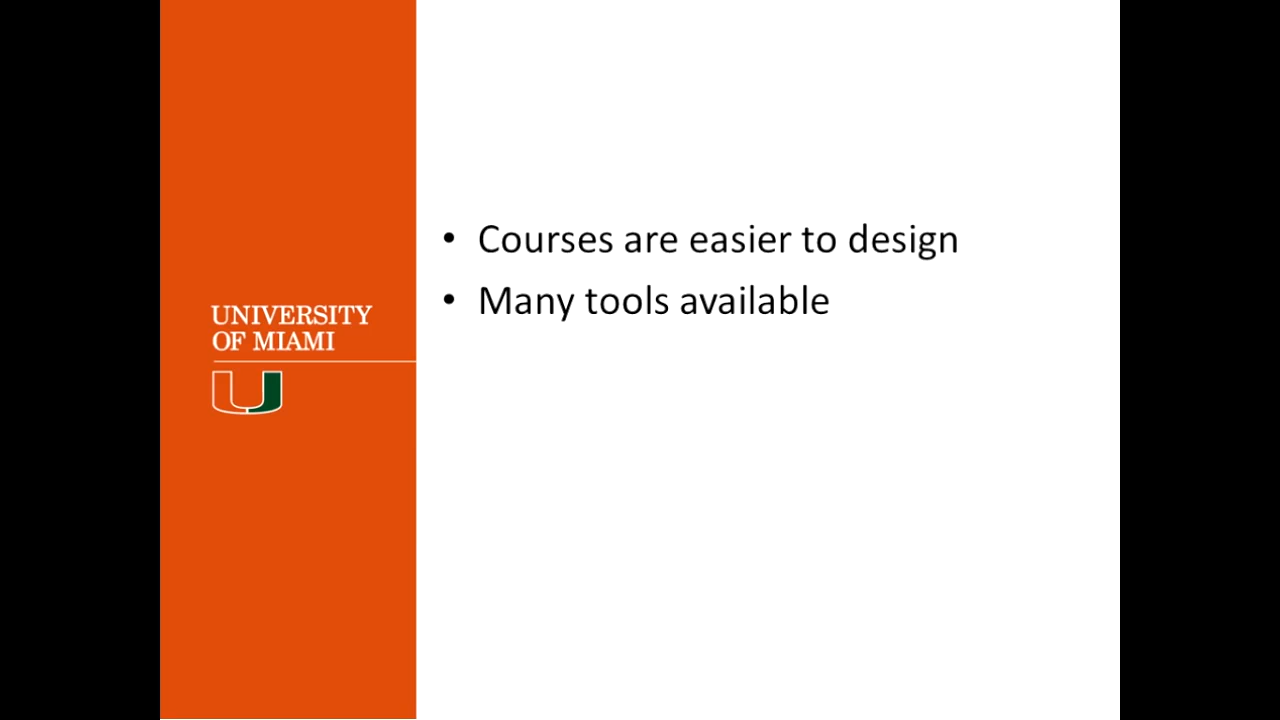 UNIVERSITY
OF MIAMI
• Courses are easier to design
• Many tools available